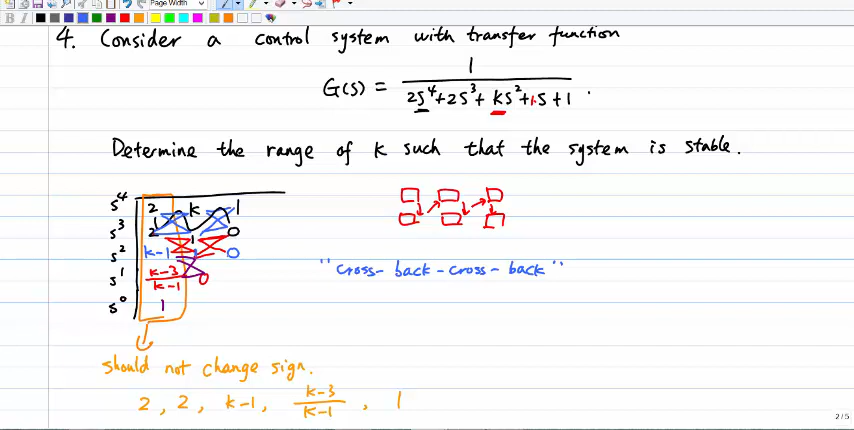 Page Width
B I
4. Consider a control system with transfer function
G(s) = 1 / (2s⁴+2s³+ks²+1s+1) .
Determine the range of k such that the system is stable.
s⁴ 2 k 1
s³ 2 1 0
s² k-1 1 0
s¹ (k-3)/(k-1) 0
s⁰ 1
"cross-back-cross-back"
should not change sign.
2 , 2 , k-1, (k-3)/(k-1) , 1
2 / 5